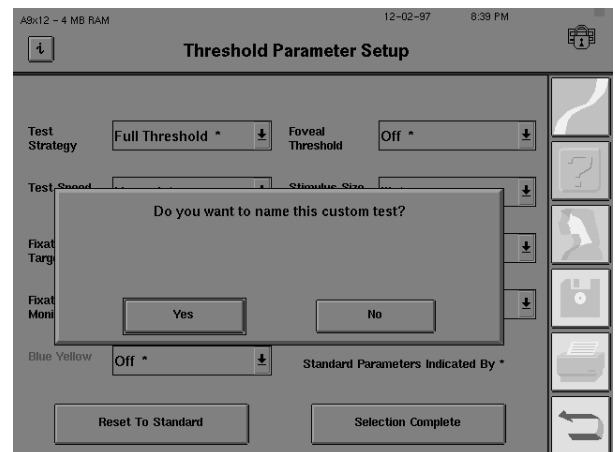 A9x12 - 4 MB RAM
12-02-97 8:39 PM
i
Threshold Parameter Setup
Test
Strategy
Full Threshold *
Foveal
Threshold
Off *
Test Speed
Stimulus Size
Do you want to name this custom test?
Fixat
Targ
Fixat
Moni
Yes
No
Blue Yellow
Off *
Standard Parameters Indicated By *
Reset To Standard
Selection Complete